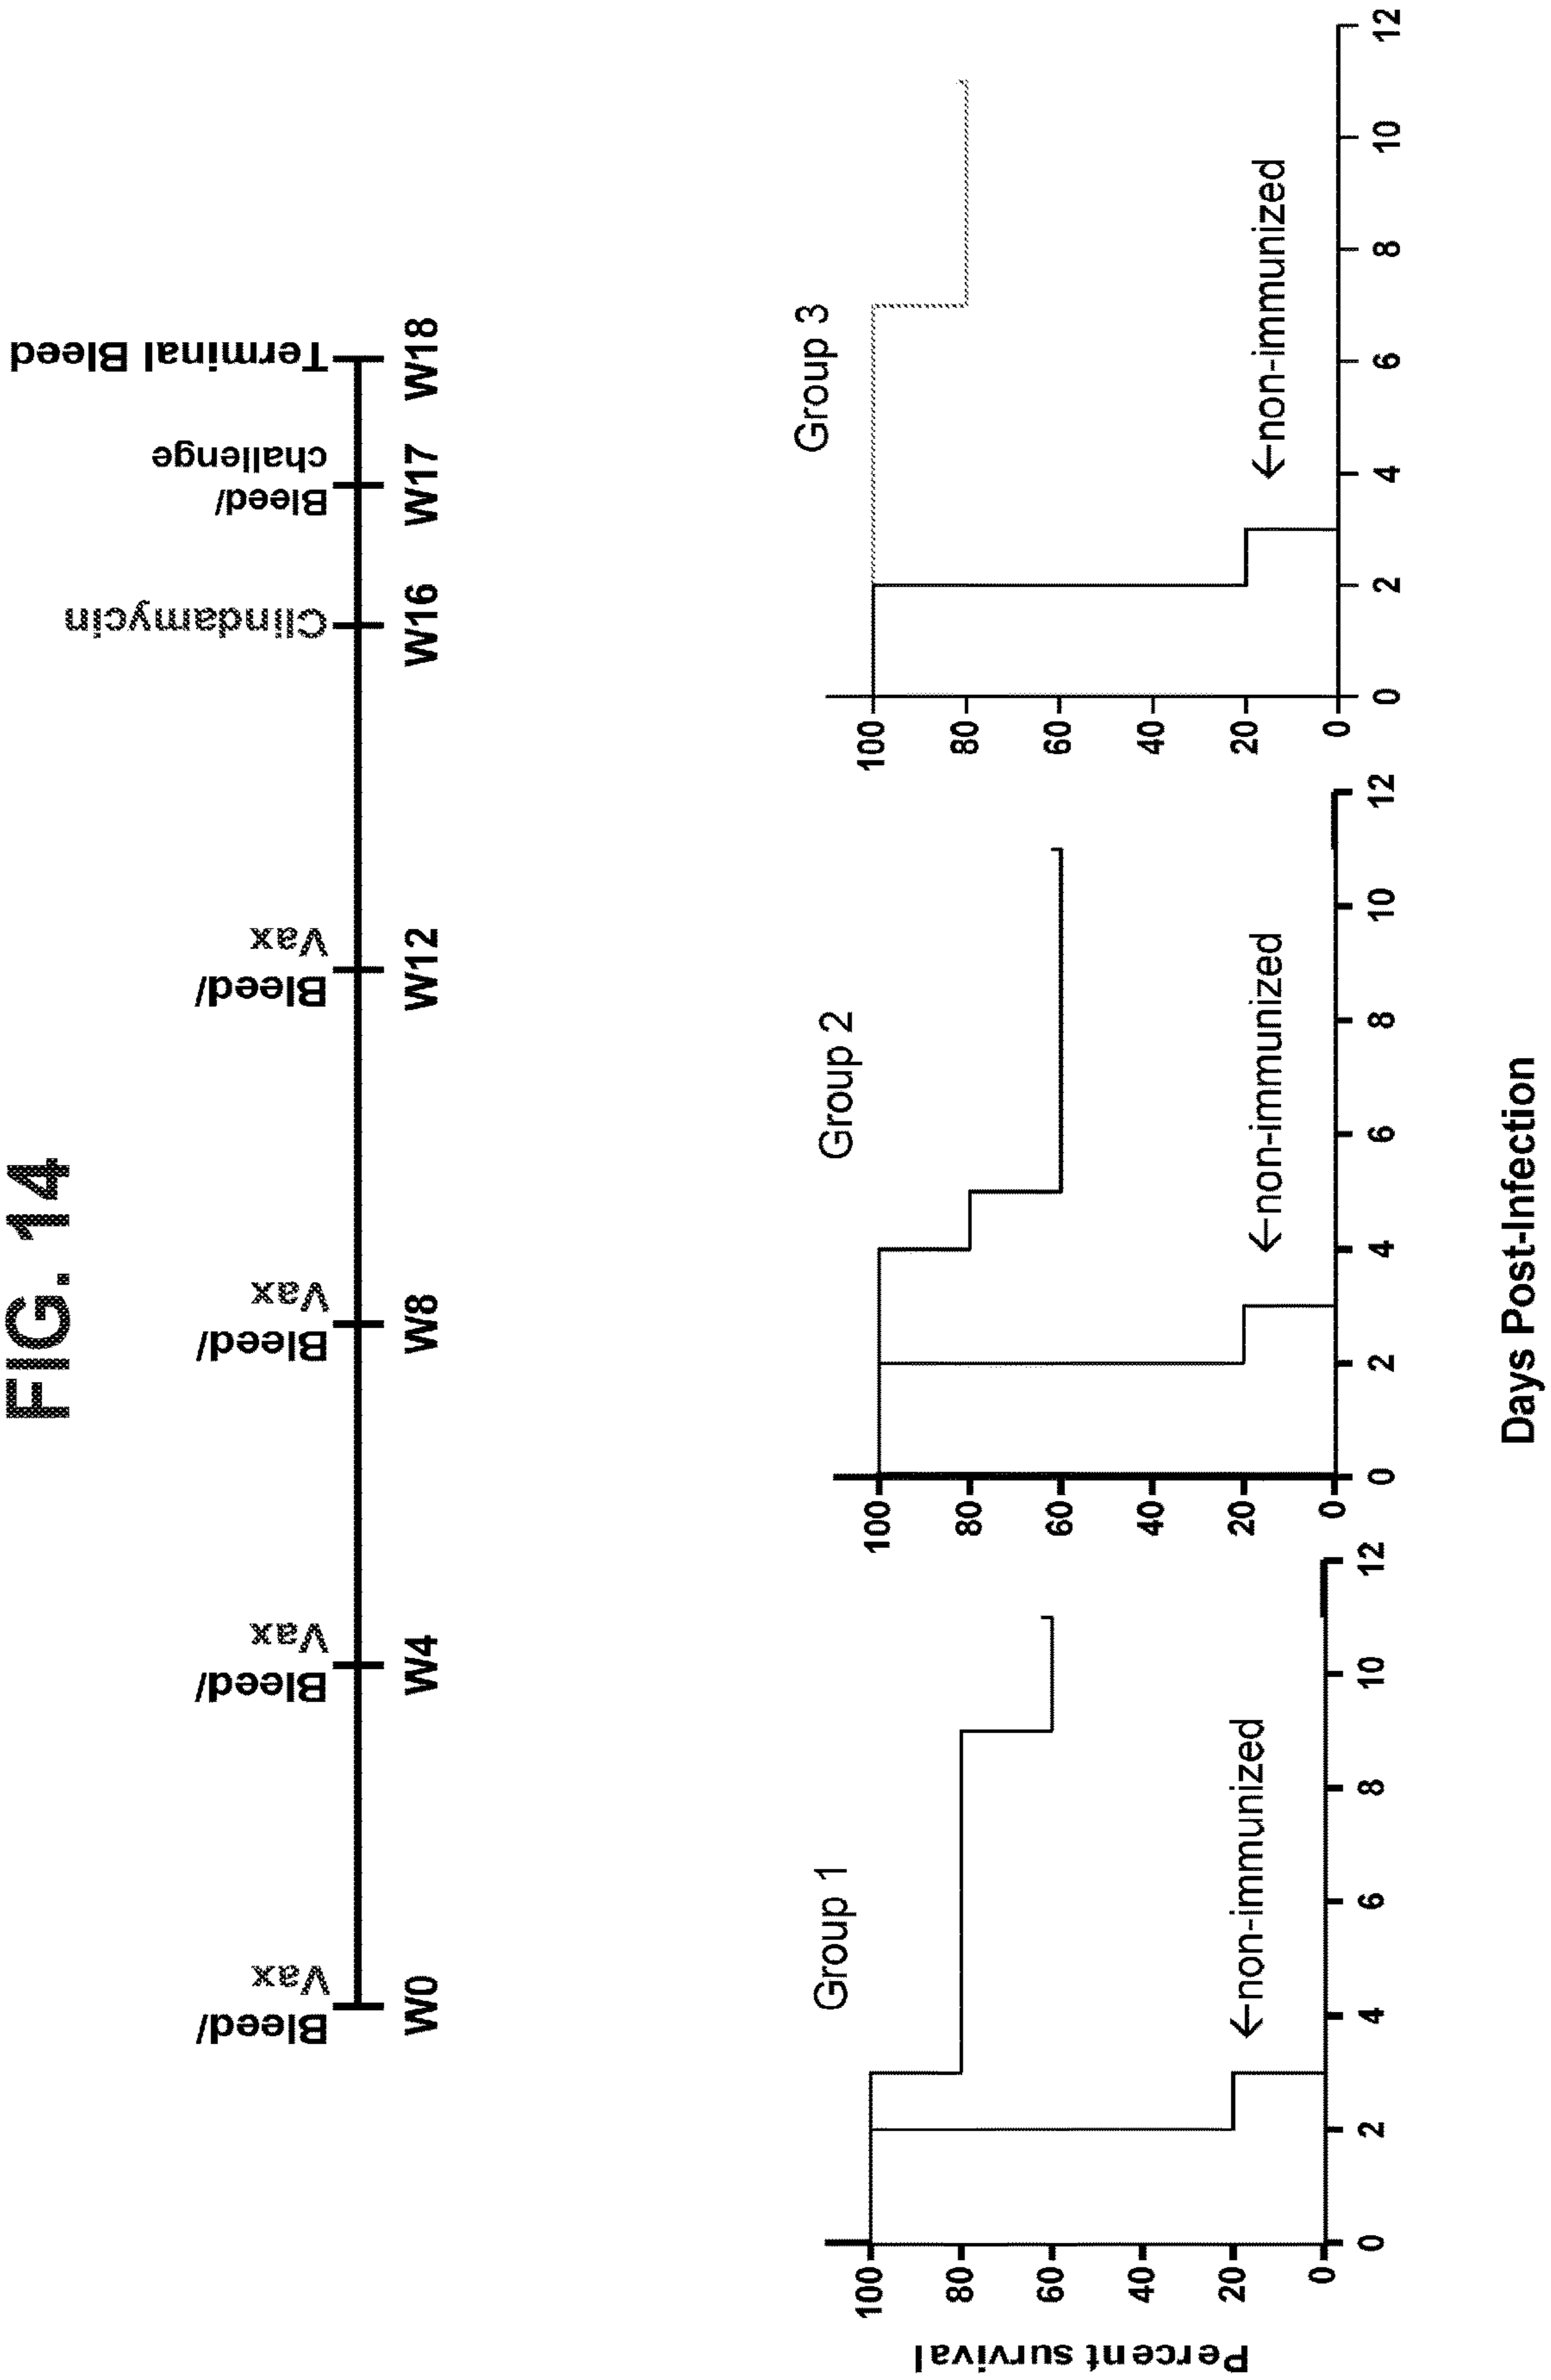 FIG. 14
Bleed/ Vax
Bleed/ Vax
Bleed/ Vax
Bleed/ Vax
Clindamycin
Bleed/ challenge
Terminal Bleed
W0 W4 W8 W12 W16 W17 W18
Percent survival
Group 1
100
80
60
40
20
0
←non-immunized
0 2 4 6 8 10 12
Group 2
100
80
60
40
20
0
←non-immunized
0 2 4 6 8 10 12
Group 3
100
80
60
40
20
0
←non-immunized
0 2 4 6 8 10 12
Days Post-Infection